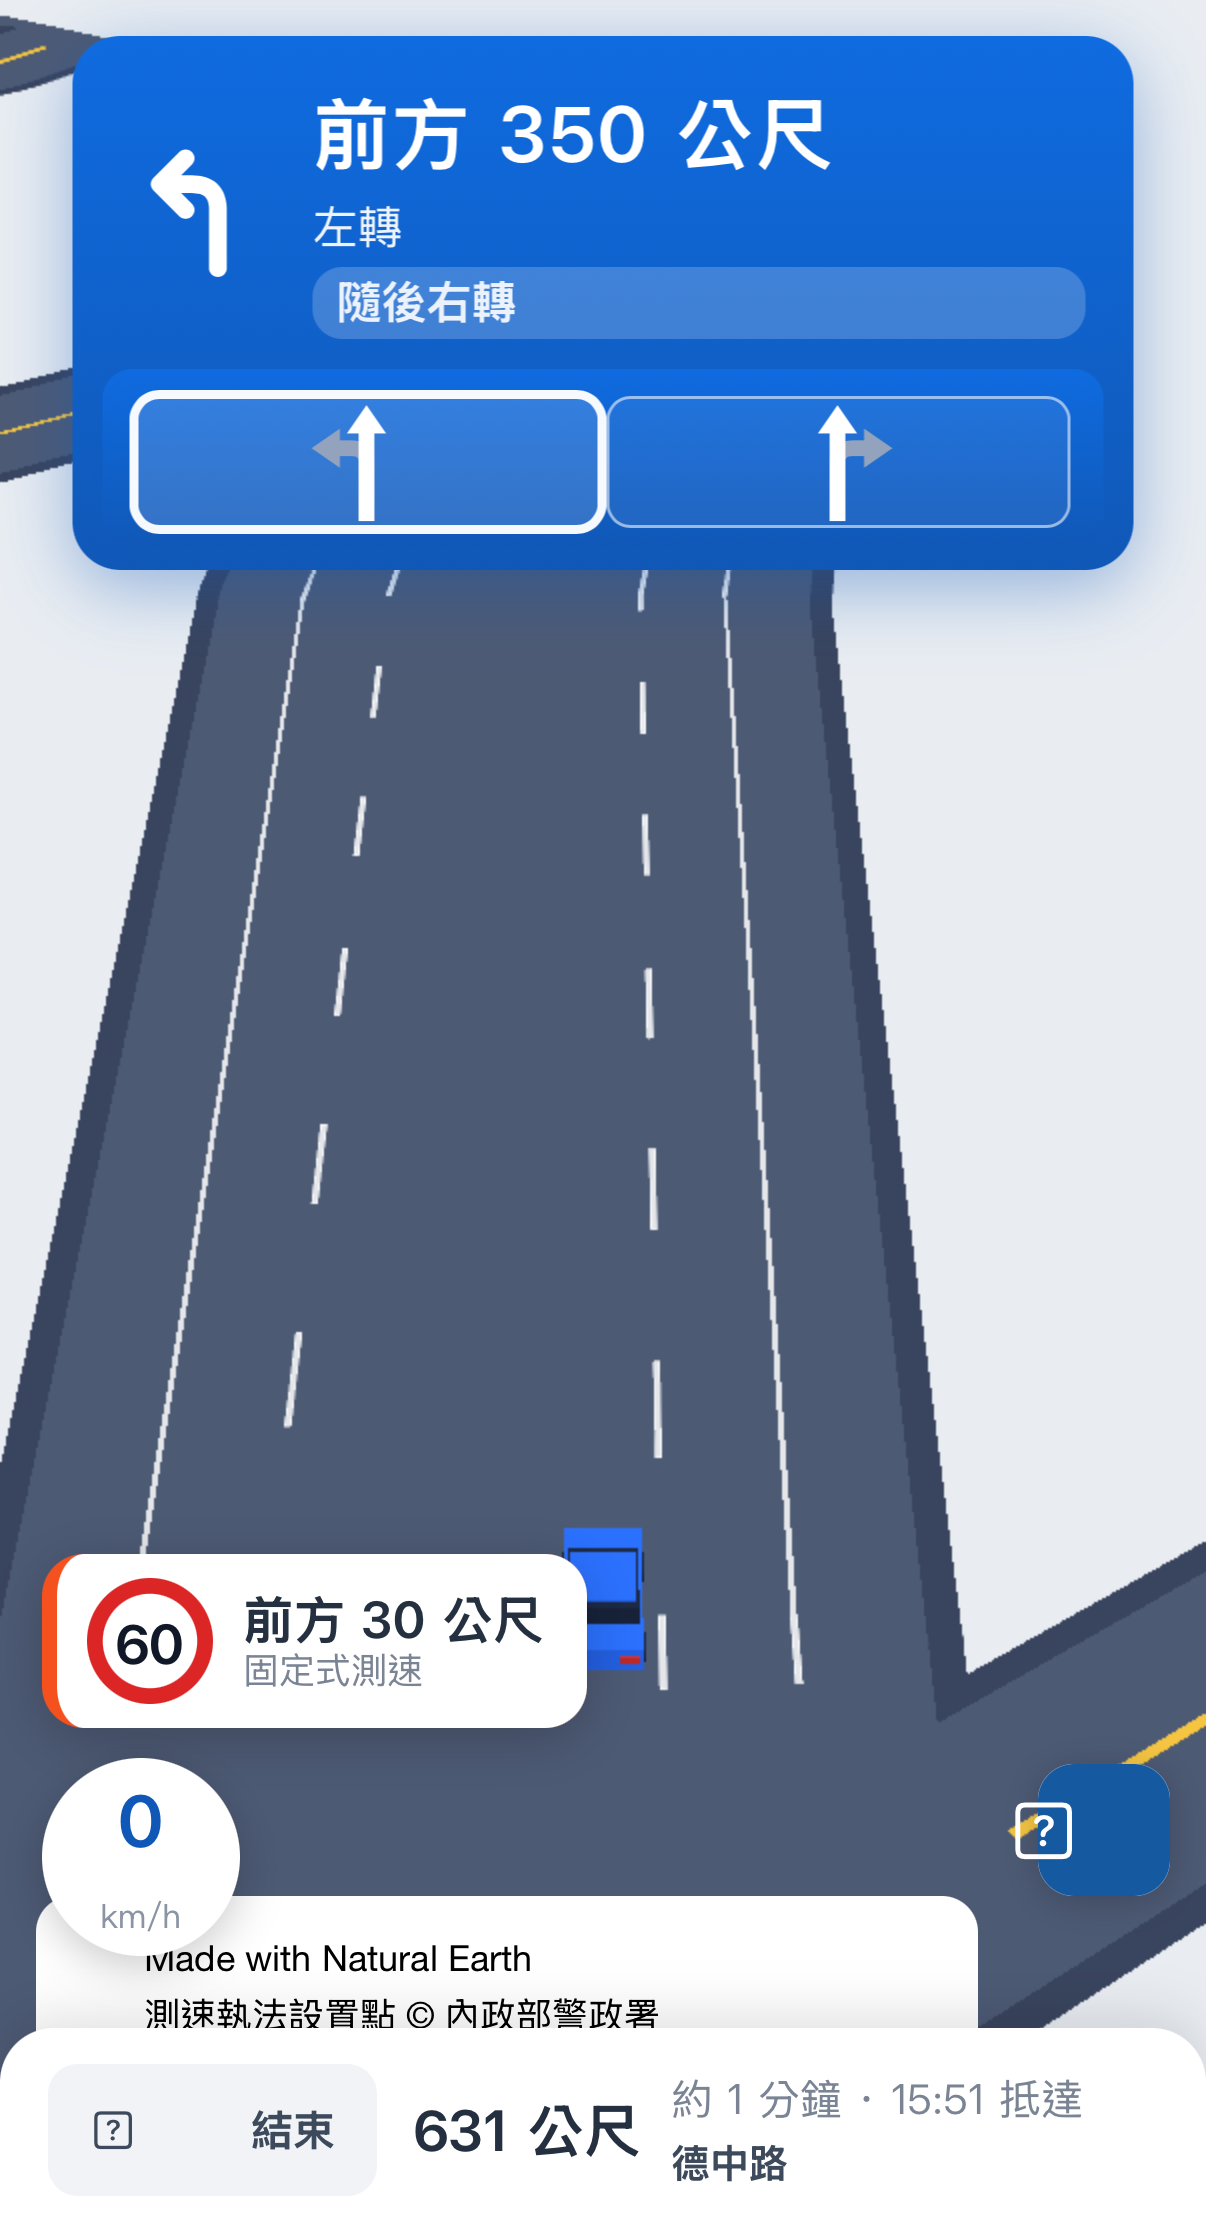 前方 350 公尺
左轉
隨後右轉
60
前方 30 公尺
固定式測速
0
km/h
Made with Natural Earth
測速執法設置點 © 內政部警政署
結束
631 公尺
約 1 分鐘 · 15:51 抵達
德中路